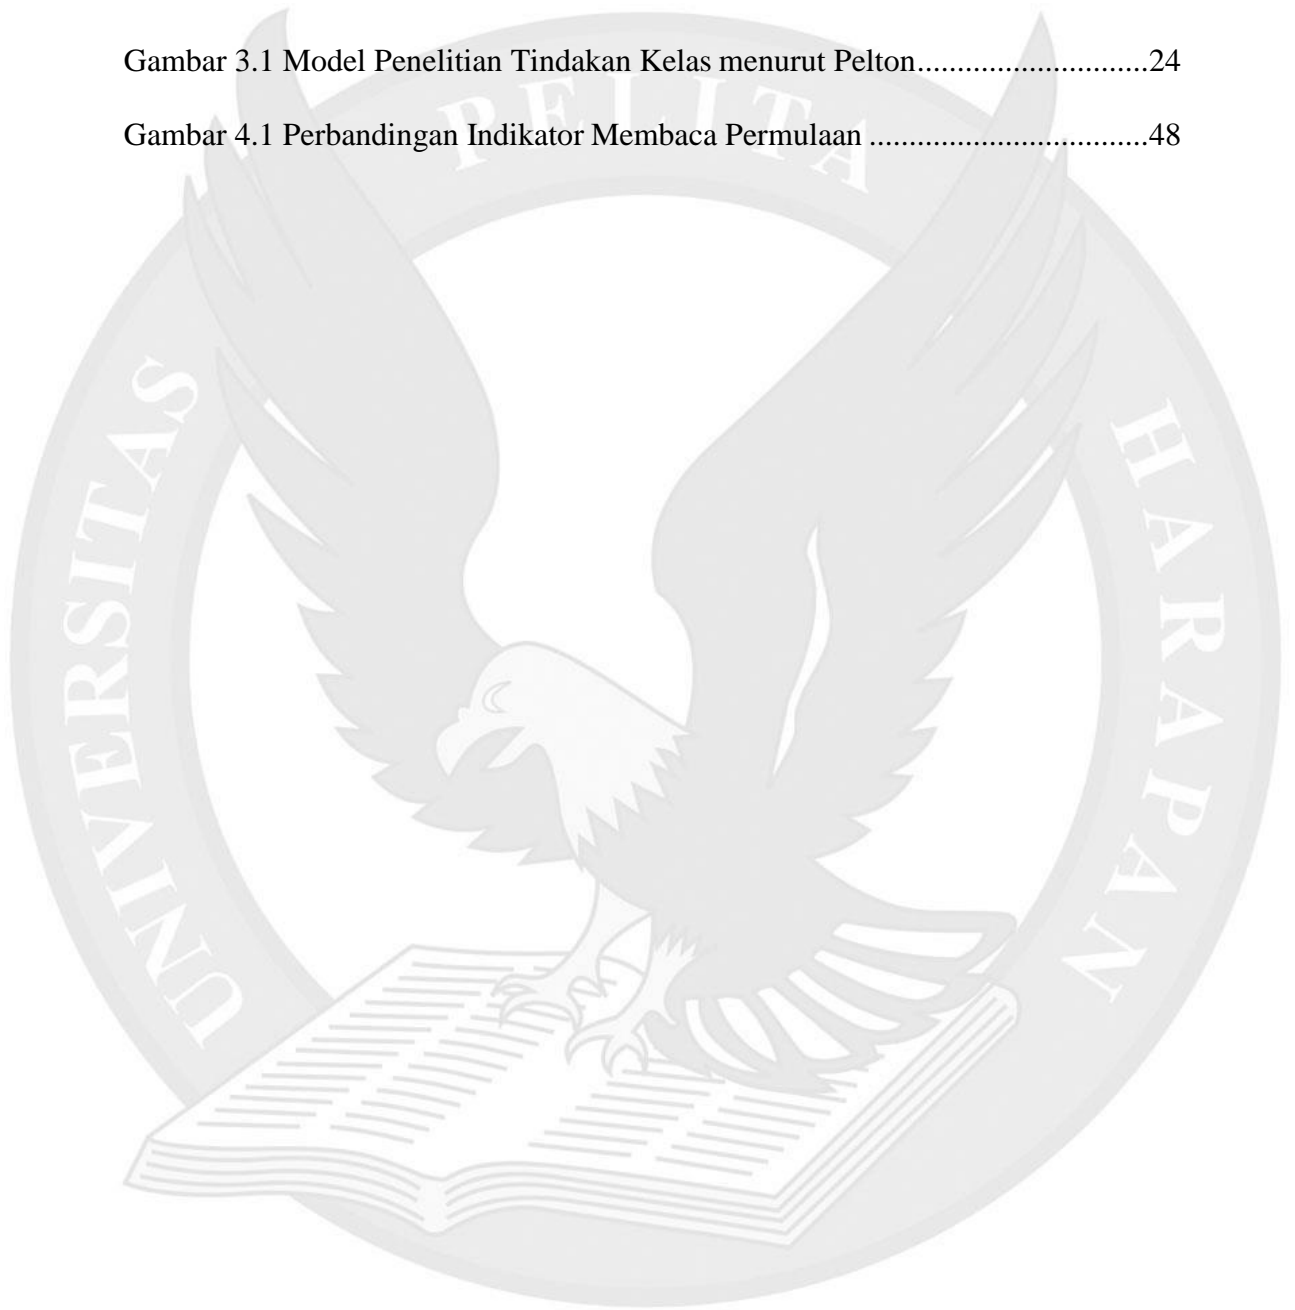 Gambar 3.1 Model Penelitian Tindakan Kelas menurut Pelton.............................24
Gambar 4.1 Perbandingan Indikator Membaca Permulaan ...................................48
UNIVERSITAS PELITA HARAPAN